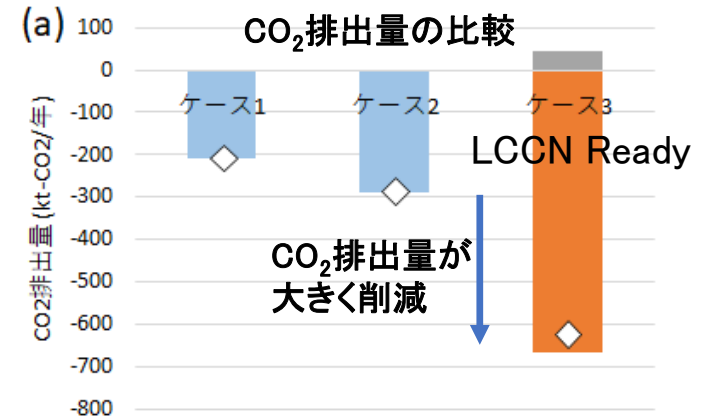 (a)
CO₂排出量の比較
CO2排出量(kt-CO2/年)
100
0
-100
-200
-300
-400
-500
-600
-700
-800
ケース1
ケース2
ケース3
LCCN Ready
CO₂排出量が
大きく削減